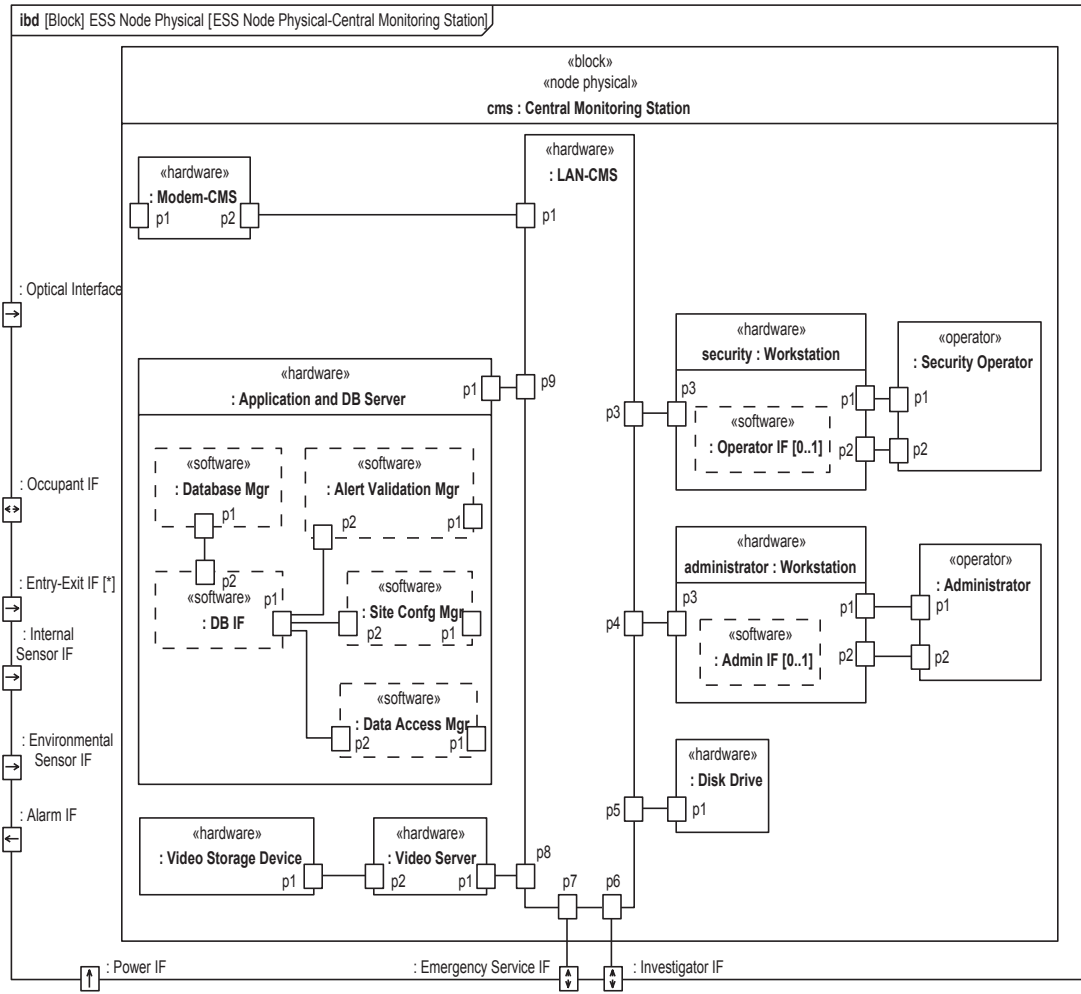 ibd [Block] ESS Node Physical [ESS Node Physical-Central Monitoring Station]
«block»
«node physical»
cms : Central Monitoring Station
«hardware»
: Modem-CMS
p1
p2
«hardware»
: LAN-CMS
p1
: Optical Interface
«hardware»
: Application and DB Server
p1
p9
«software»
: Database Mgr
p1
«software»
: Alert Validation Mgr
p2
p1
p2
«software»
: DB IF
p1
«software»
: Site Confg Mgr
p2
p1
«software»
: Data Access Mgr
p2
p1
«hardware»
security : Workstation
p3
p3
«software»
: Operator IF [0..1]
p1
p2
«operator»
: Security Operator
p1
p2
: Occupant IF
: Entry-Exit IF [*]
: Internal
Sensor IF
: Environmental
Sensor IF
: Alarm IF
«hardware»
administrator : Workstation
p4
p3
«software»
: Admin IF [0..1]
p1
p2
«operator»
: Administrator
p1
p2
«hardware»
: Disk Drive
p5
p1
«hardware»
: Video Storage Device
p1
«hardware»
: Video Server
p2
p1
p8
p7
p6
: Power IF
: Emergency Service IF
: Investigator IF